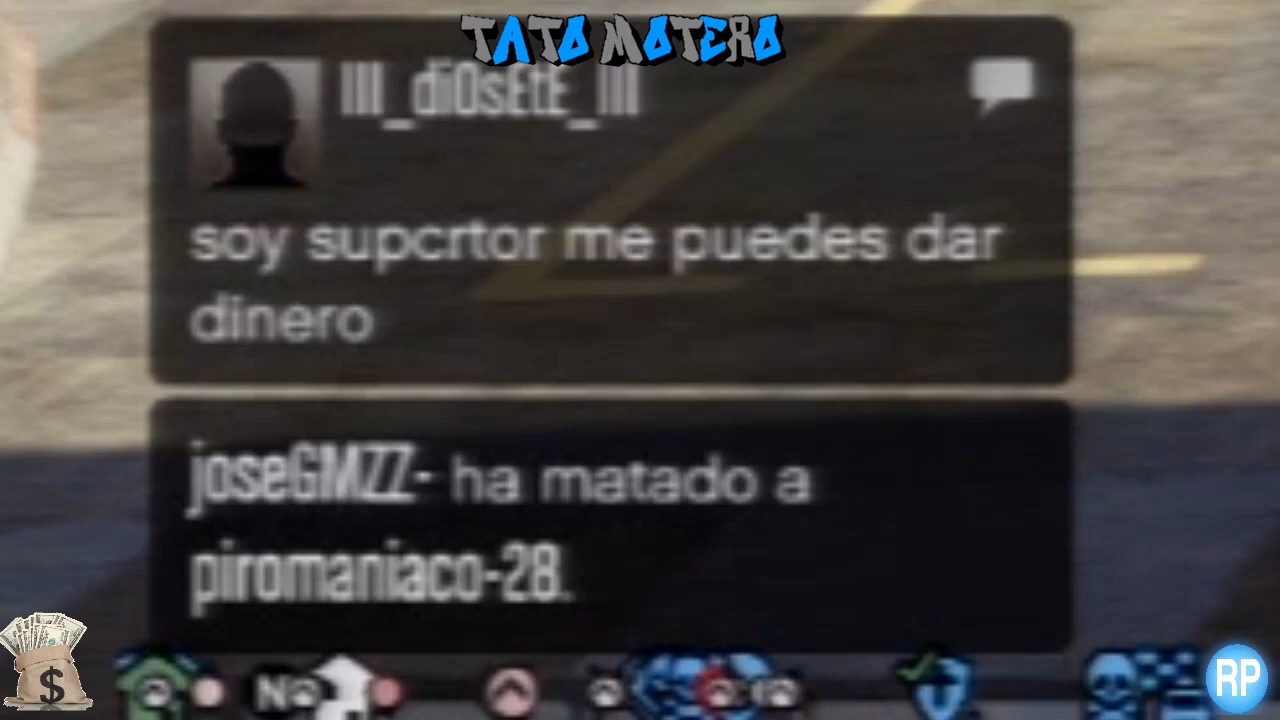 TATO MOTERO
III_diOsEtE_III
soy supcrtor me puedes dar
dinero
joseGMZZ- ha matado a
piromaniaco-28.
$
N
RP